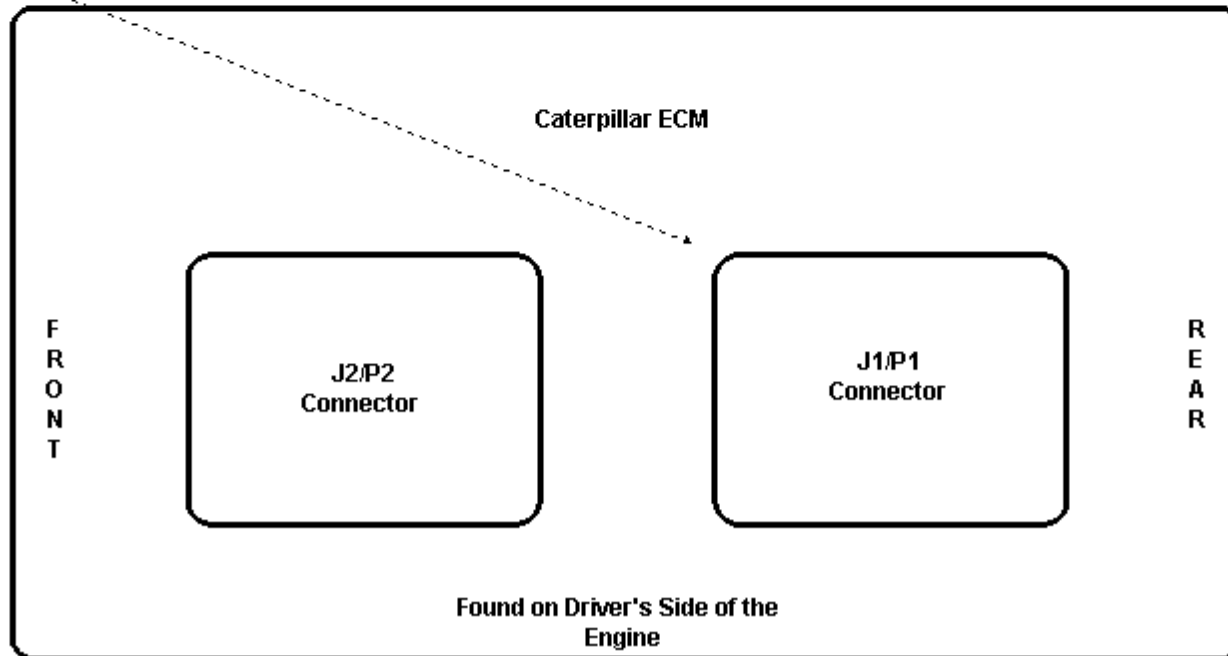 Caterpillar ECM
F
R
O
N
T
J2/P2
Connector
J1/P1
Connector
R
E
A
R
Found on Driver's Side of the
Engine